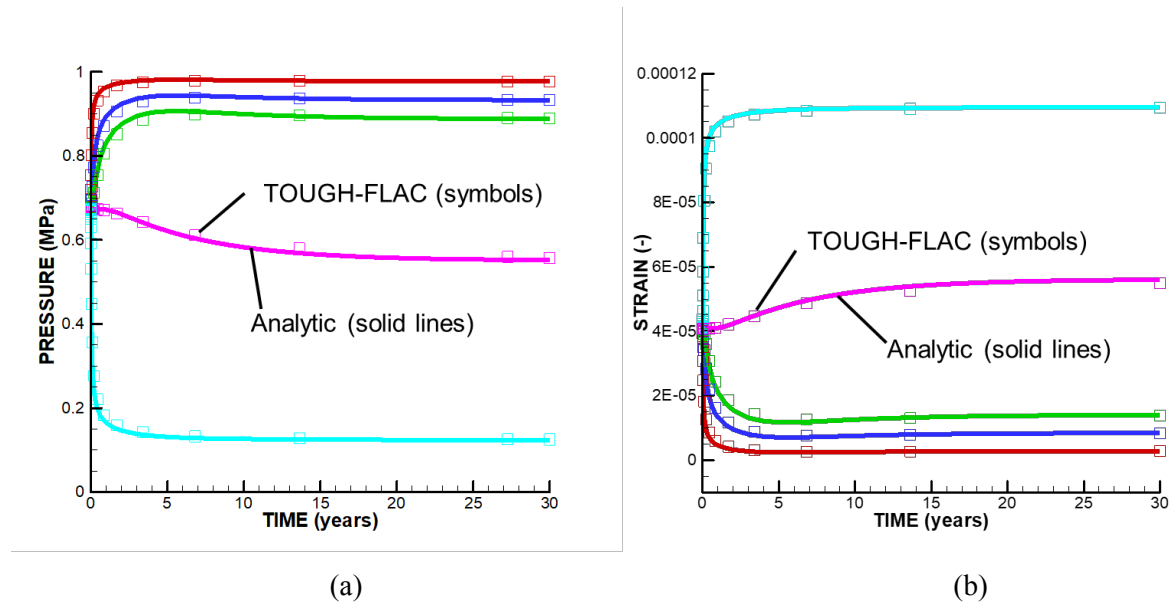 1
0.8
0.6
0.4
0.2
0
PRESSURE (MPa)
TOUGH-FLAC (symbols)
Analytic (solid lines)
0 5 10 15 20 25 30
TIME (years)
(a)
0.00012
0.0001
8E-05
6E-05
4E-05
2E-05
0
STRAIN (-)
TOUGH-FLAC (symbols)
Analytic (solid lines)
0 5 10 15 20 25 30
TIME (years)
(b)